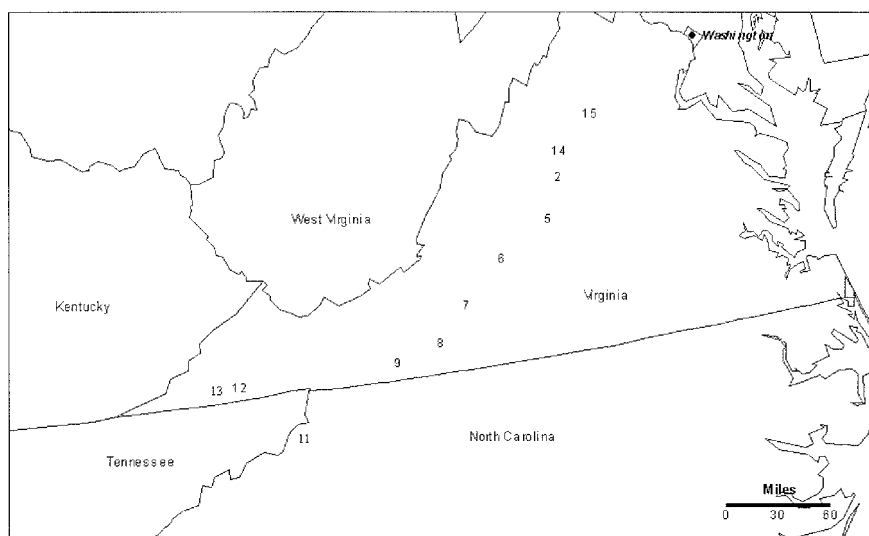 Washington
15
14
2
West Virginia
5
6
Kentucky
7
Virginia
8
9
13 12
11
North Carolina
Tennessee
Miles
0 30 60